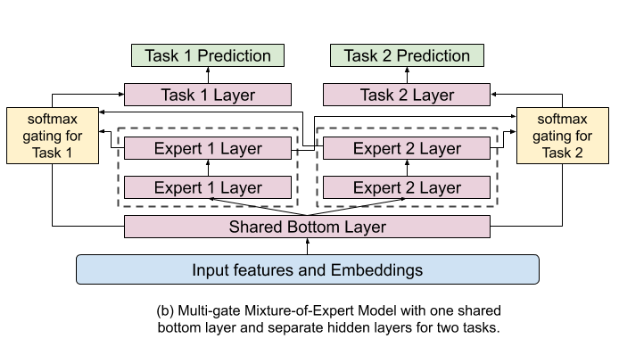 Task 1 Prediction
Task 2 Prediction
Task 1 Layer
Task 2 Layer
softmax
gating for
Task 1
softmax
gating for
Task 2
Expert 1 Layer
Expert 2 Layer
Expert 1 Layer
Expert 2 Layer
Shared Bottom Layer
Input features and Embeddings
(b) Multi-gate Mixture-of-Expert Model with one shared
bottom layer and separate hidden layers for two tasks.